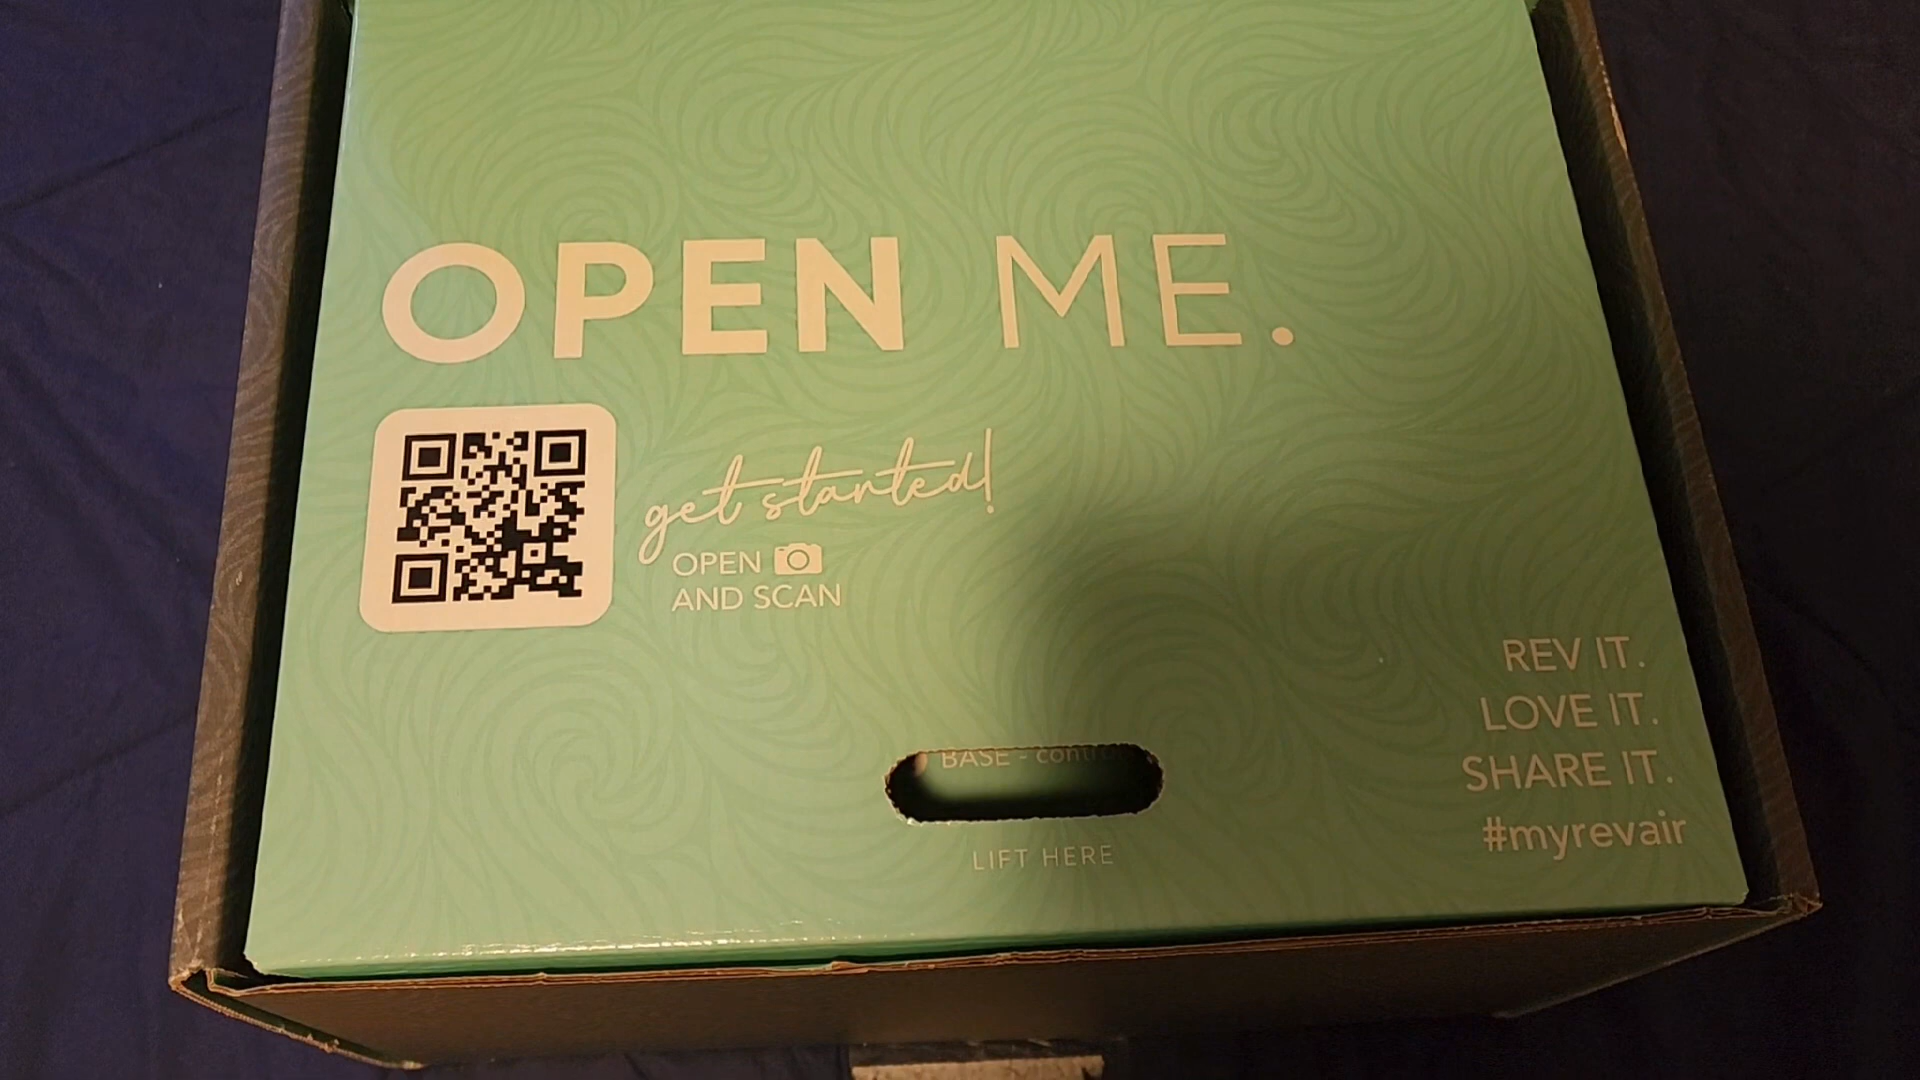 OPEN ME.
get started!
OPEN
AND SCAN
REV IT.
LOVE IT.
SHARE IT.
#myrevair
BASE -
LIFT HERE